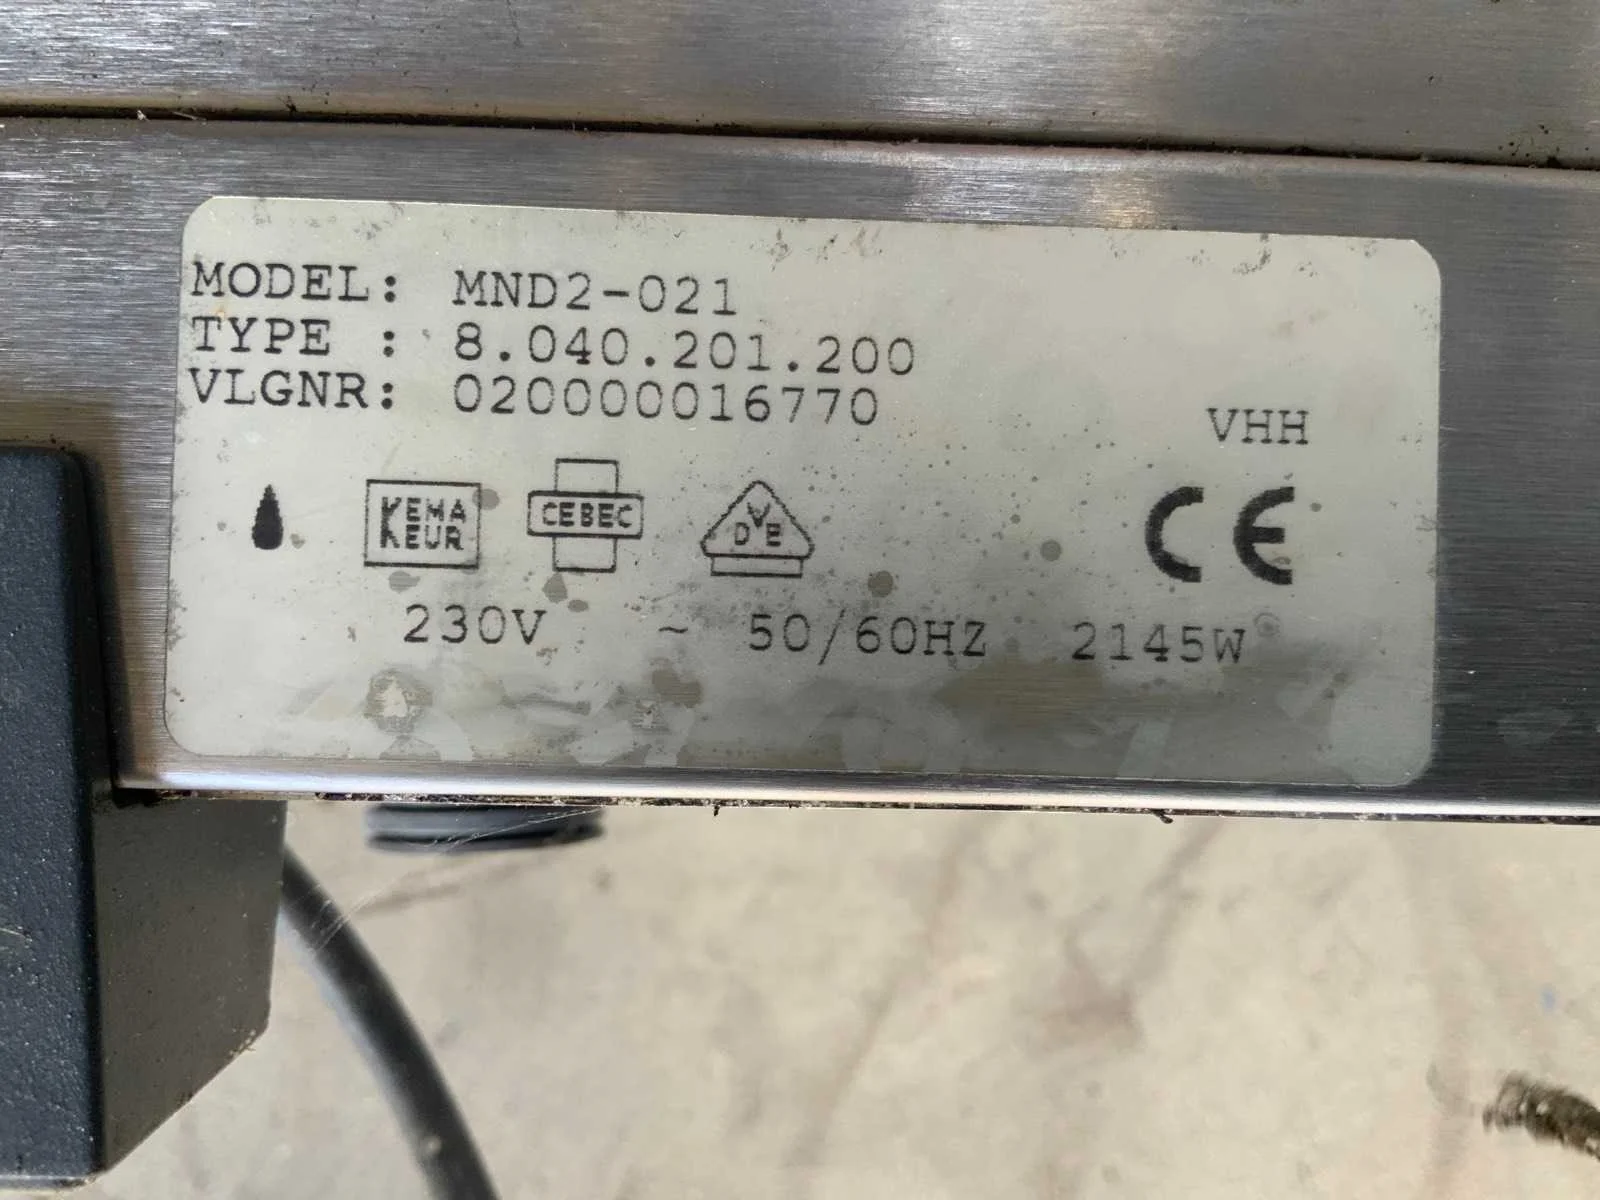 MODEL: MND2-021
TYPE : 8.040.201.200
VLGNR: 020000016770
VHH
KEMA KEUR
CEBEC
DVE
CE
230V ~ 50/60HZ 2145W